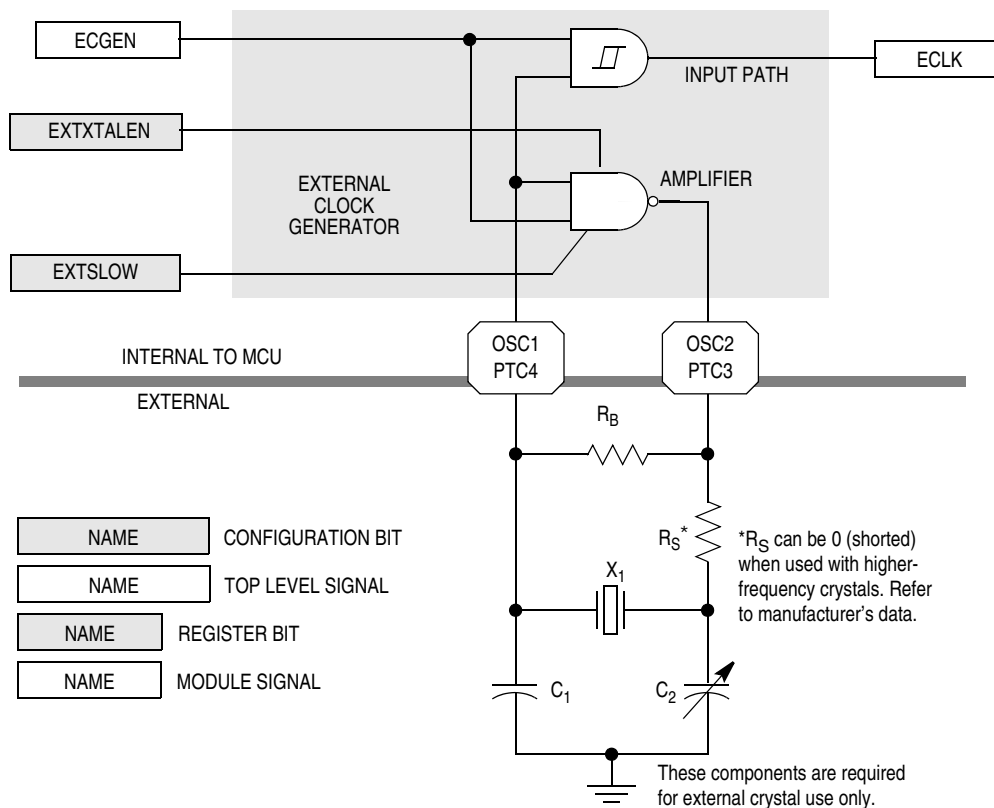 ECGEN
INPUT PATH
ECLK
EXTXTALEN
EXTERNAL
CLOCK
GENERATOR
AMPLIFIER
EXTSLOW
OSC1
PTC4
OSC2
PTC3
INTERNAL TO MCU
EXTERNAL
RB
RS*
*RS can be 0 (shorted)
when used with higher-
frequency crystals. Refer
to manufacturer's data.
X1
C1
C2
NAME CONFIGURATION BIT
NAME TOP LEVEL SIGNAL
NAME REGISTER BIT
NAME MODULE SIGNAL
These components are required
for external crystal use only.